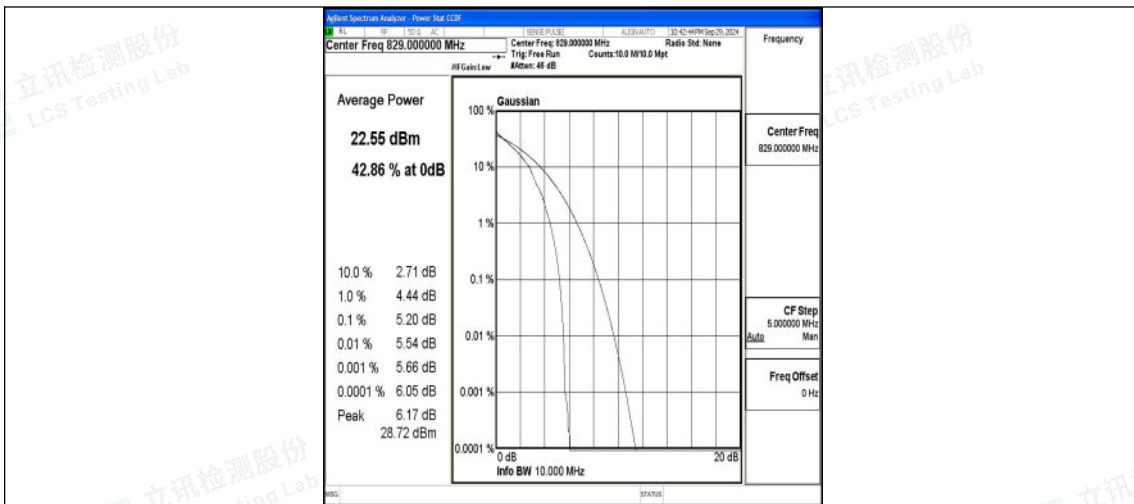 Agilent Spectrum Analyzer - Power Stat CCDF
RL RF 50 Ω AC SENSE:PULSE ALIGNAUTO 10:42:44 PM Sep 29, 2024
Center Freq 829.000000 MHz
Center Freq: 829.000000 MHz Radio Std: None
Trig: Free Run Counts:10.0 M/10.0 Mpt
#IFGain:Low #Atten: 46 dB
Frequency
Average Power
22.55 dBm
42.86 % at 0dB
10.0 % 2.71 dB
1.0 % 4.44 dB
0.1 % 5.20 dB
0.01 % 5.54 dB
0.001 % 5.66 dB
0.0001 % 6.05 dB
Peak 6.17 dB
28.72 dBm
Gaussian
100 %
10 %
1 %
0.1 %
0.01 %
0.001 %
0.0001 %
0 dB 20 dB
Info BW 10.000 MHz
Center Freq
829.000000 MHz
CF Step
5.000000 MHz
Auto Man
Freq Offset
0 Hz
MSG STATUS
立讯检测股份
LCS Testing Lab
立讯检测股份
LCS Testing Lab
立讯检测股份